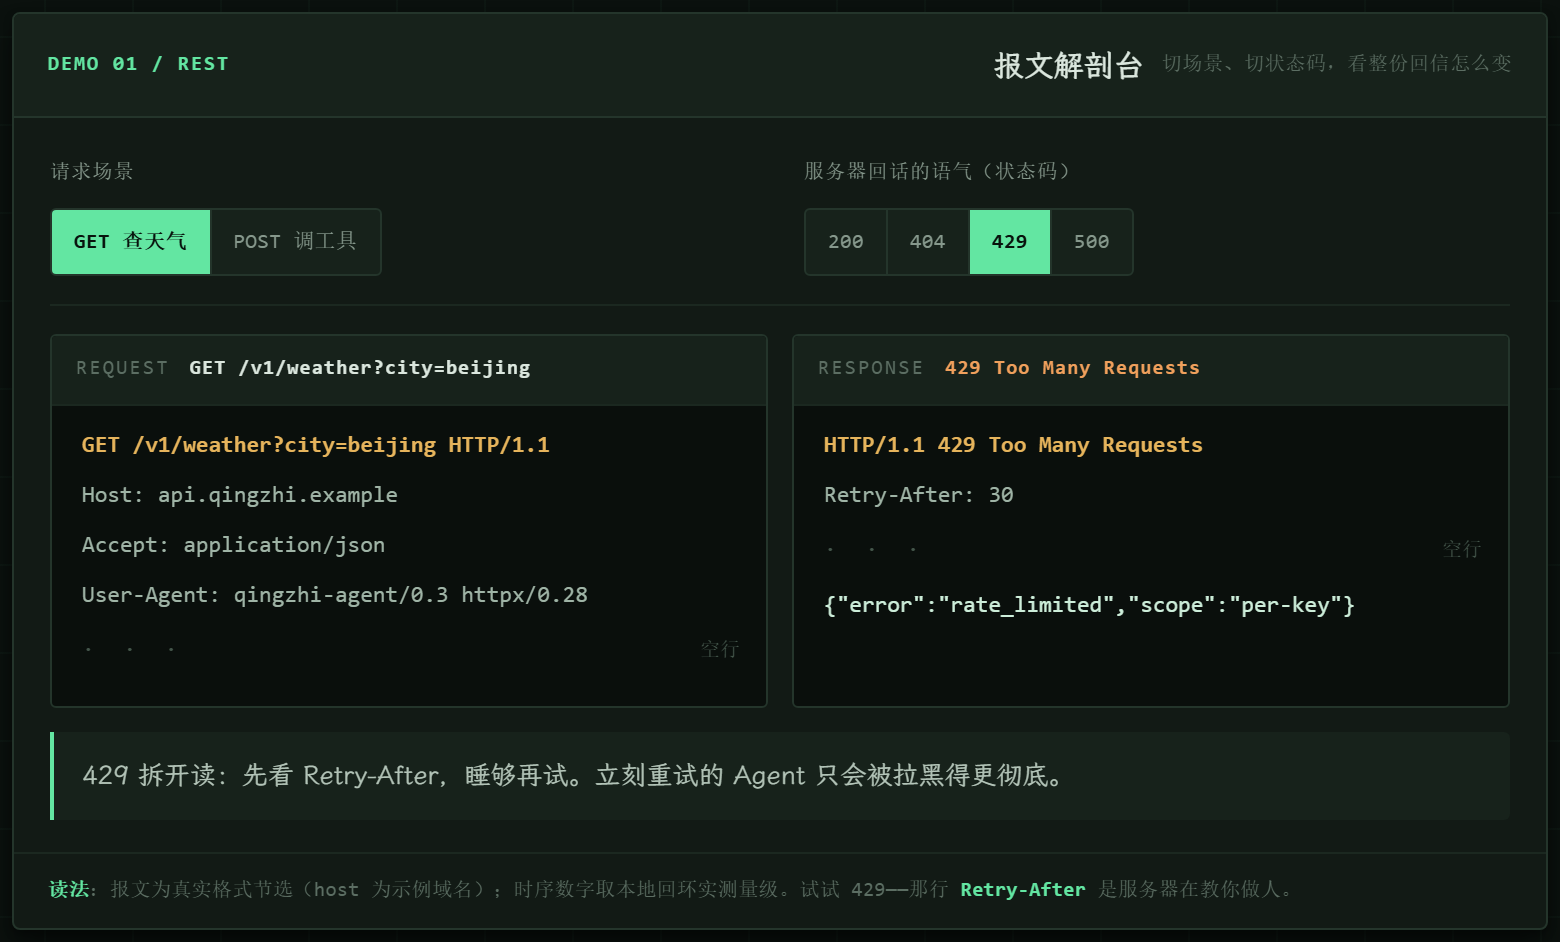 DEMO 01 / REST
报文解剖台 切场景、切状态码，看整份回信怎么变
请求场景
GET 查天气 POST 调工具
服务器回话的语气（状态码）
200 404 429 500
REQUEST GET /v1/weather?city=beijing
GET /v1/weather?city=beijing HTTP/1.1
Host: api.qingzhi.example
Accept: application/json
User-Agent: qingzhi-agent/0.3 httpx/0.28
· · · 空行
RESPONSE 429 Too Many Requests
HTTP/1.1 429 Too Many Requests
Retry-After: 30
· · · 空行
{"error":"rate_limited","scope":"per-key"}
429 拆开读：先看 Retry-After，睡够再试。立刻重试的 Agent 只会被拉黑得更彻底。
读法：报文为真实格式节选（host 为示例域名）；时序数字取本地回环实测量级。试试 429——那行 Retry-After 是服务器在教你做人。